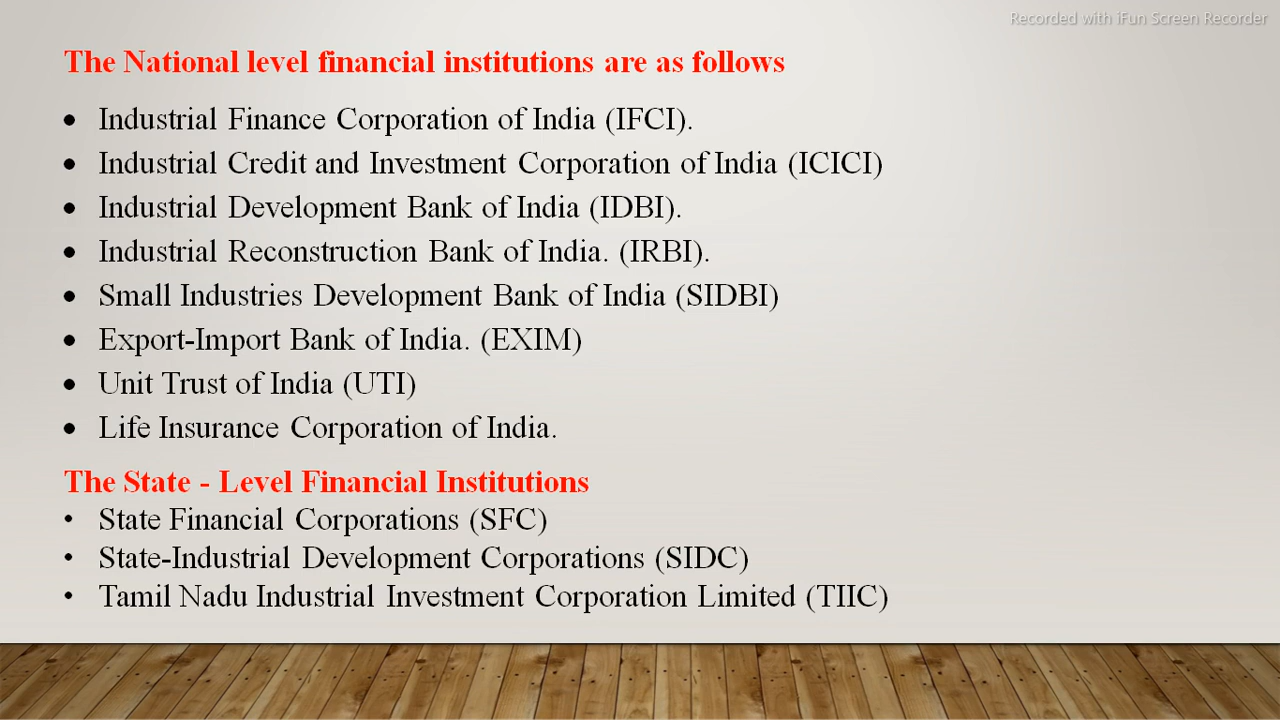 Recorded with iFun Screen Recorder
The National level financial institutions are as follows
• Industrial Finance Corporation of India (IFCI).
• Industrial Credit and Investment Corporation of India (ICICI)
• Industrial Development Bank of India (IDBI).
• Industrial Reconstruction Bank of India. (IRBI).
• Small Industries Development Bank of India (SIDBI)
• Export-Import Bank of India. (EXIM)
• Unit Trust of India (UTI)
• Life Insurance Corporation of India.
The State - Level Financial Institutions
• State Financial Corporations (SFC)
• State-Industrial Development Corporations (SIDC)
• Tamil Nadu Industrial Investment Corporation Limited (TIIC)